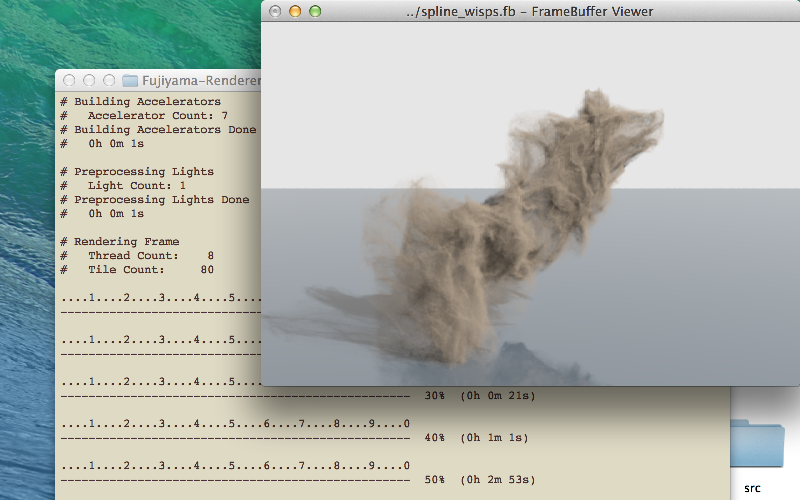 ../spline_wisps.fb – FrameBuffer Viewer
Fujiyama-Renderer
# Building Accelerators
#   Accelerator Count: 7
# Building Accelerators Done
#   0h 0m 1s
# Preprocessing Lights
#   Light Count: 1
# Preprocessing Lights Done
#   0h 0m 1s
# Rendering Frame
#   Thread Count:    8
#   Tile Count:     80
....1....2....3....4....5....
-----------------------------
....1....2....3....4....5....
-----------------------------
....1....2....3....4....5....
--------------------------------------------------  30%  (0h 0m 21s)
....1....2....3....4....5....6....7....8....9....0
--------------------------------------------------  40%  (0h 1m 1s)
....1....2....3....4....5....6....7....8....9....0
--------------------------------------------------  50%  (0h 2m 53s)
src